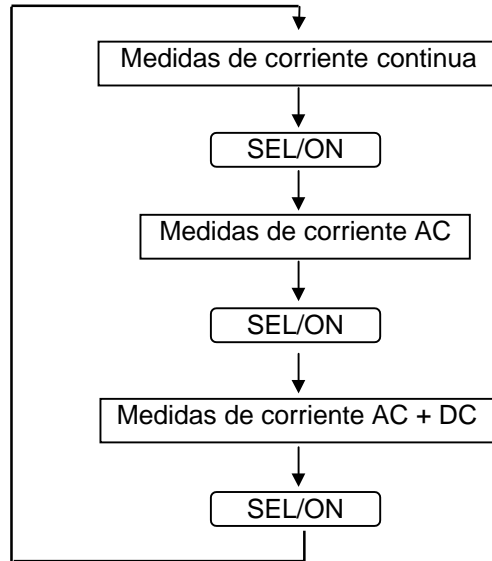 Medidas de corriente continua
SEL/ON
Medidas de corriente AC
SEL/ON
Medidas de corriente AC + DC
SEL/ON